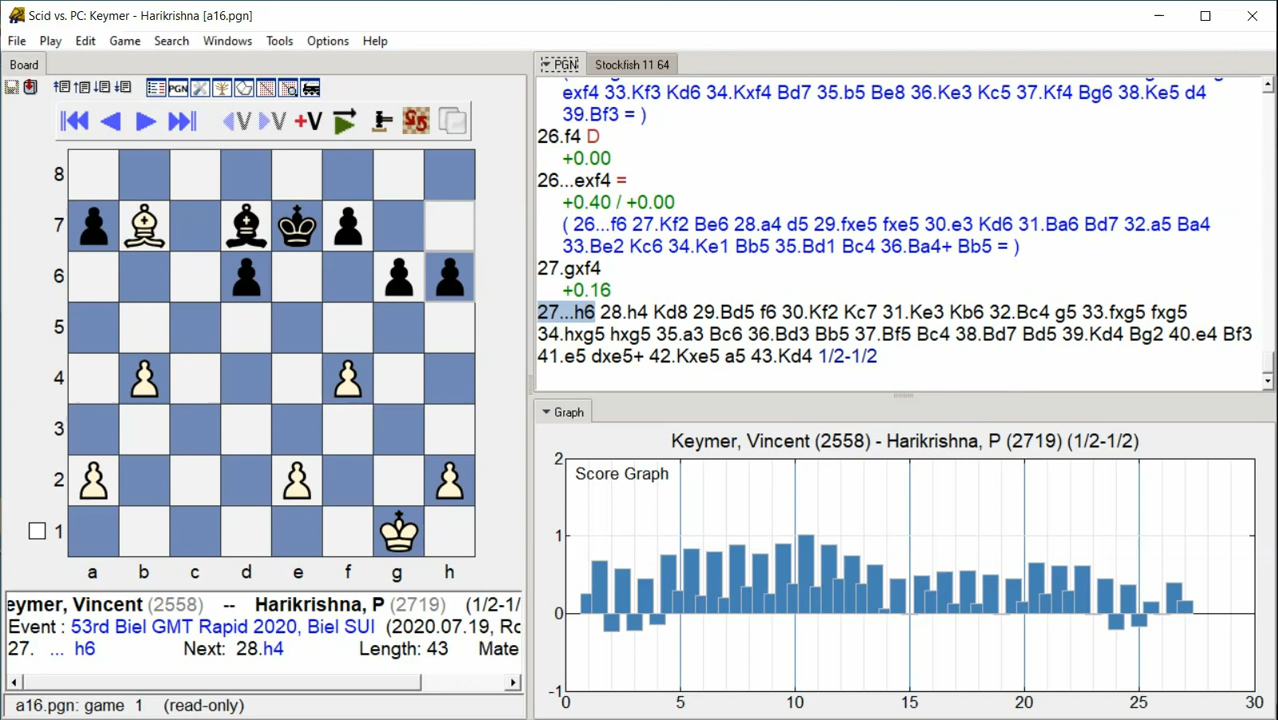 Scid vs. PC: Keymer - Harikrishna [a16.pgn]
File Play Edit Game Search Windows Tools Options Help
Board
PGN
8
7
6
5
4
3
2
1
a b c d e f g h
eymer, Vincent (2558) -- Harikrishna, P (2719) (1/2-1/
Event : 53rd Biel GMT Rapid 2020, Biel SUI (2020.07.19, Ro
27. ... h6 Next: 28.h4 Length: 43 Mate
a16.pgn: game 1 (read-only)
PGN Stockfish 11 64
exf4 33.Kf3 Kd6 34.Kxf4 Bd7 35.b5 Be8 36.Ke3 Kc5 37.Kf4 Bg6 38.Ke5 d4
39.Bf3 = )
26.f4 D
+0.00
26...exf4 =
+0.40 / +0.00
( 26...f6 27.Kf2 Be6 28.a4 d5 29.fxe5 fxe5 30.e3 Kd6 31.Ba6 Bd7 32.a5 Ba4
33.Be2 Kc6 34.Ke1 Bb5 35.Bd1 Bc4 36.Ba4+ Bb5 = )
27.gxf4
+0.16
27...h6 28.h4 Kd8 29.Bd5 f6 30.Kf2 Kc7 31.Ke3 Kb6 32.Bc4 g5 33.fxg5 fxg5
34.hxg5 hxg5 35.a3 Bc6 36.Bd3 Bb5 37.Bf5 Bc4 38.Bd7 Bd5 39.Kd4 Bg2 40.e4 Bf3
41.e5 dxe5+ 42.Kxe5 a5 43.Kd4 1/2-1/2
Graph
Keymer, Vincent (2558) - Harikrishna, P (2719) (1/2-1/2)
Score Graph
2
1
0
-1
0 5 10 15 20 25 30